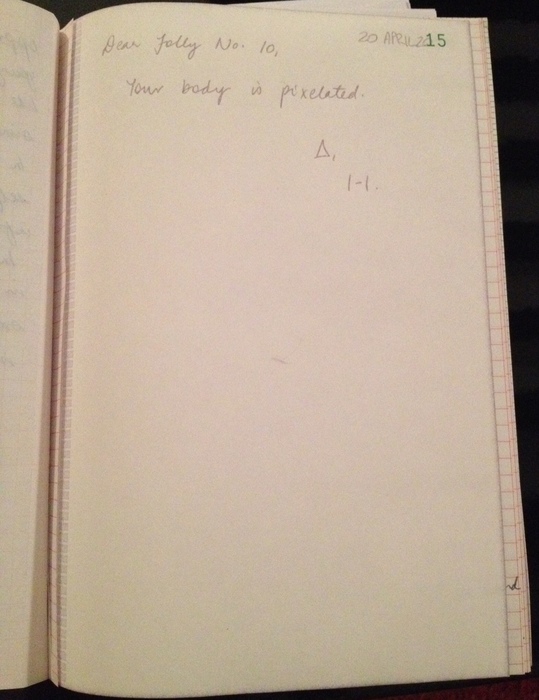 Dear Jolly No. 10,
20 APRIL 2015
Your body is pixelated.
Δ,
1-1.